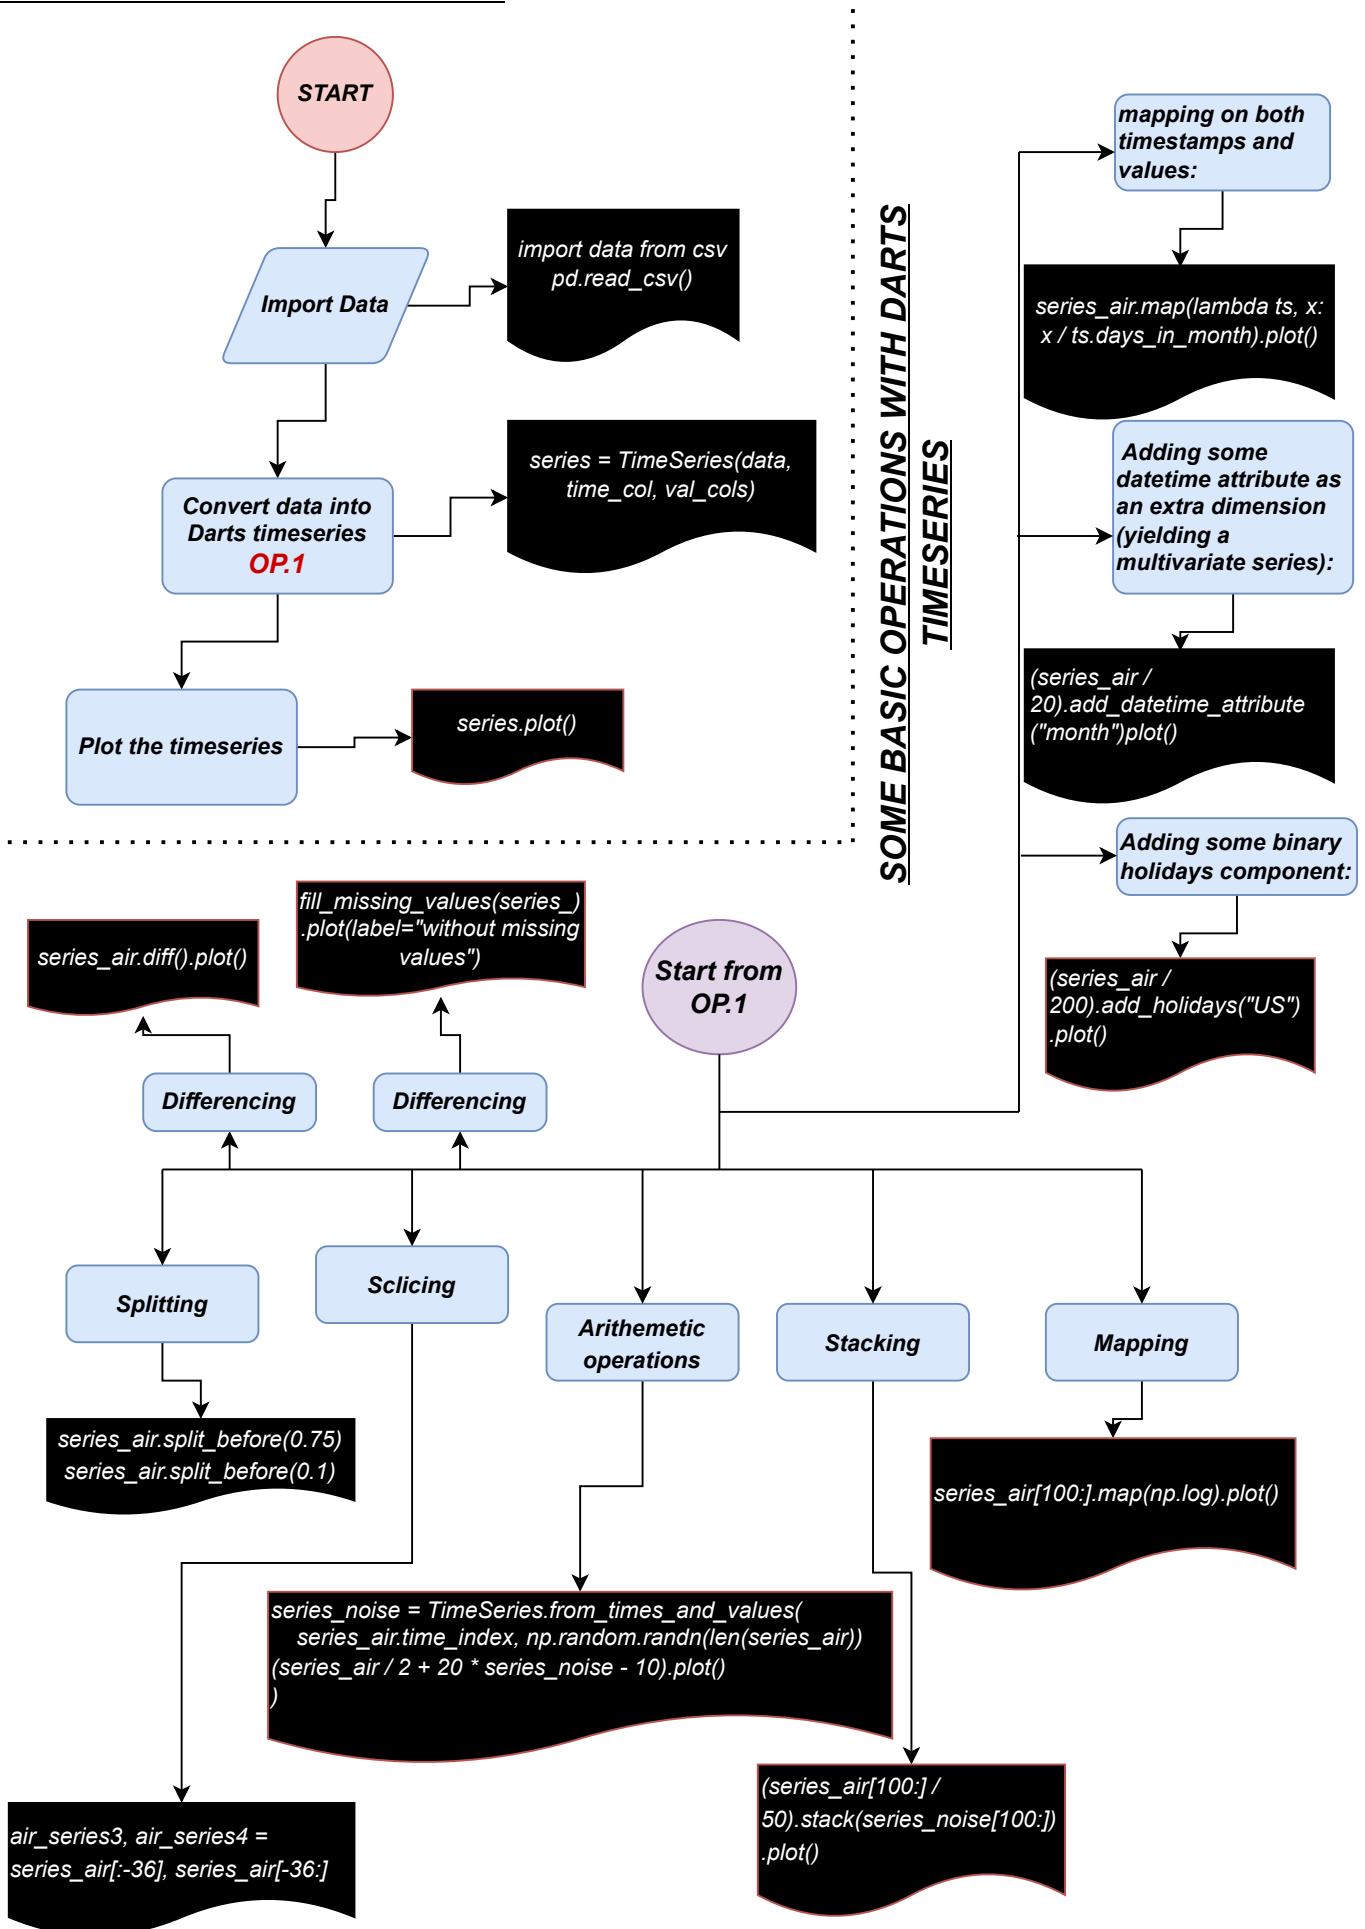 START
import data from csv
pd.read_csv()
Import Data
series = TimeSeries(data,
time_col, val_cols)
Convert data into
Darts timeseries
OP.1
Plot the timeseries
series.plot()
SOME BASIC OPERATIONS WITH DARTS
TIMESERIES
mapping on both
timestamps and
values:
series_air.map(lambda ts, x:
x / ts.days_in_month).plot()
Adding some
datetime attribute as
an extra dimension
(yielding a
multivariate series):
(series_air /
20).add_datetime_attribute
("month")plot()
Adding some binary
holidays component:
(series_air /
200).add_holidays("US")
.plot()
series_air.diff().plot()
fill_missing_values(series_)
.plot(label="without missing
values")
Start from
OP.1
Differencing
Differencing
Splitting
Sclicing
Arithemetic
operations
Stacking
Mapping
series_air.split_before(0.75)
series_air.split_before(0.1)
series_air[100:].map(np.log).plot()
series_noise = TimeSeries.from_times_and_values(
series_air.time_index, np.random.randn(len(series_air))
(series_air / 2 + 20 * series_noise - 10).plot()
)
(series_air[100:] /
50).stack(series_noise[100:])
.plot()
air_series3, air_series4 =
series_air[:-36], series_air[-36:]